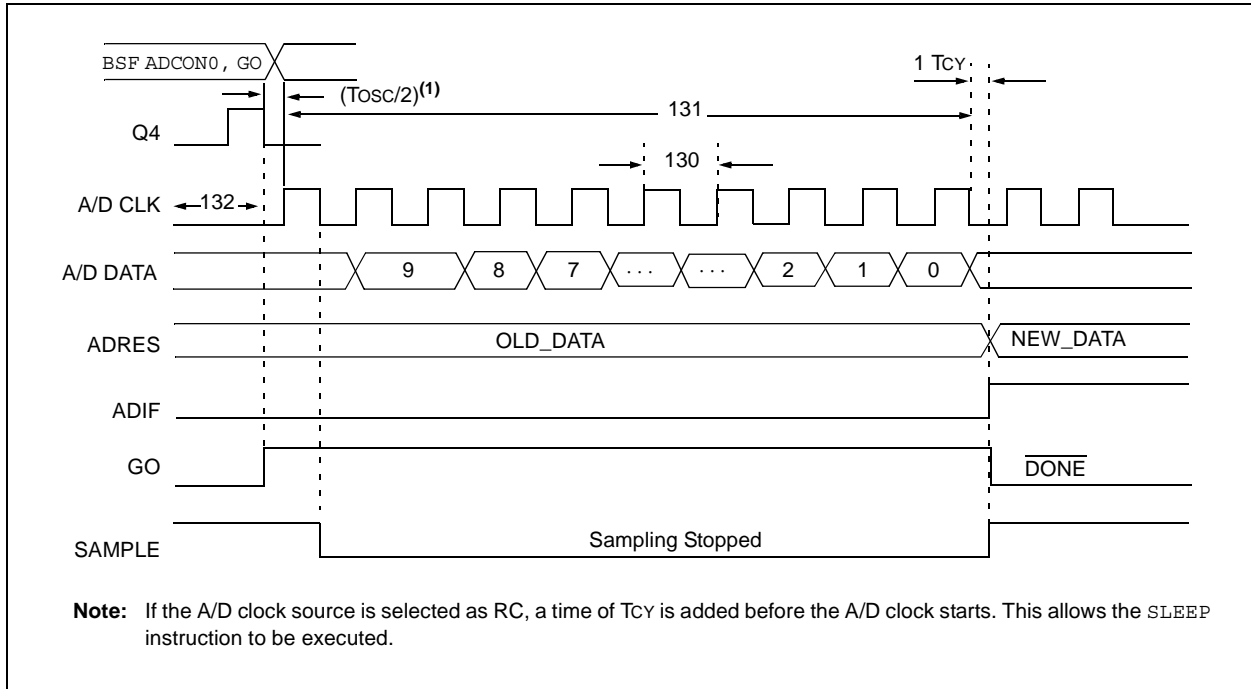 BSF ADCON0, GO
1 TCY
(TOSC/2)(1)
131
Q4
130
A/D CLK
132
A/D DATA
9 8 7 ... ... 2 1 0
ADRES
OLD_DATA
NEW_DATA
ADIF
GO
DONE
SAMPLE
Sampling Stopped
Note: If the A/D clock source is selected as RC, a time of TCY is added before the A/D clock starts. This allows the SLEEP
instruction to be executed.